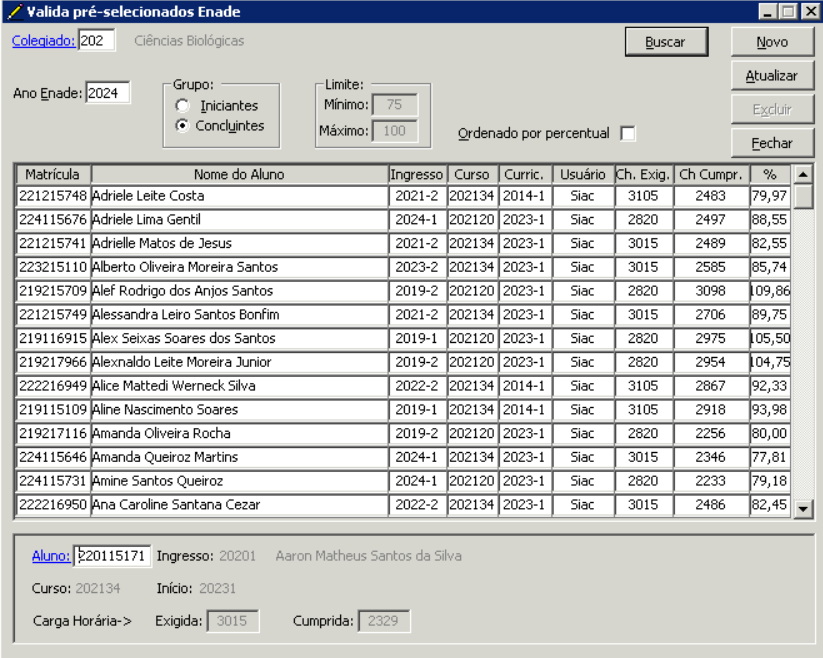 Valida pré-selecionados Enade
Colegiado: 202 Ciências Biológicas Buscar Novo
Atualizar
Ano Enade: 2024 Grupo: Iniciantes Concluintes Limite: Mínimo: 75 Máximo: 100 Excluir
Ordenado por percentual Fechar
Matrícula Nome do Aluno Ingresso Curso Curric. Usuário Ch. Exig. Ch Cumpr. %
221215748 Adriele Leite Costa 2021-2 202134 2014-1 Siac 3105 2483 79,97
224115676 Adriele Lima Gentil 2024-1 202120 2023-1 Siac 2820 2497 88,55
221215741 Adrielle Matos de Jesus 2021-2 202134 2023-1 Siac 3015 2489 82,55
223215110 Alberto Oliveira Moreira Santos 2023-2 202134 2023-1 Siac 3015 2585 85,74
219215709 Alef Rodrigo dos Anjos Santos 2019-2 202120 2023-1 Siac 2820 3098 109,86
221215749 Alessandra Leiro Santos Bonfim 2021-2 202134 2023-1 Siac 3015 2706 89,75
219116915 Alex Seixas Soares dos Santos 2019-1 202120 2023-1 Siac 2820 2975 105,50
219217966 Alexnaldo Leite Moreira Junior 2019-2 202120 2023-1 Siac 2820 2954 104,75
222216949 Alice Mattedi Werneck Silva 2022-2 202134 2014-1 Siac 3105 2867 92,33
219115109 Aline Nascimento Soares 2019-1 202134 2014-1 Siac 3105 2918 93,98
219217116 Amanda Oliveira Rocha 2019-2 202120 2023-1 Siac 2820 2256 80,00
224115646 Amanda Queiroz Martins 2024-1 202134 2023-1 Siac 3015 2346 77,81
224115731 Amine Santos Queiroz 2024-1 202120 2023-1 Siac 2820 2233 79,18
222216950 Ana Caroline Santana Cezar 2022-2 202134 2023-1 Siac 3015 2486 82,45
Aluno: 220115171 Ingresso: 20201 Aaron Matheus Santos da Silva
Curso: 202134 Início: 20231
Carga Horária-> Exigida: 3015 Cumprida: 2329